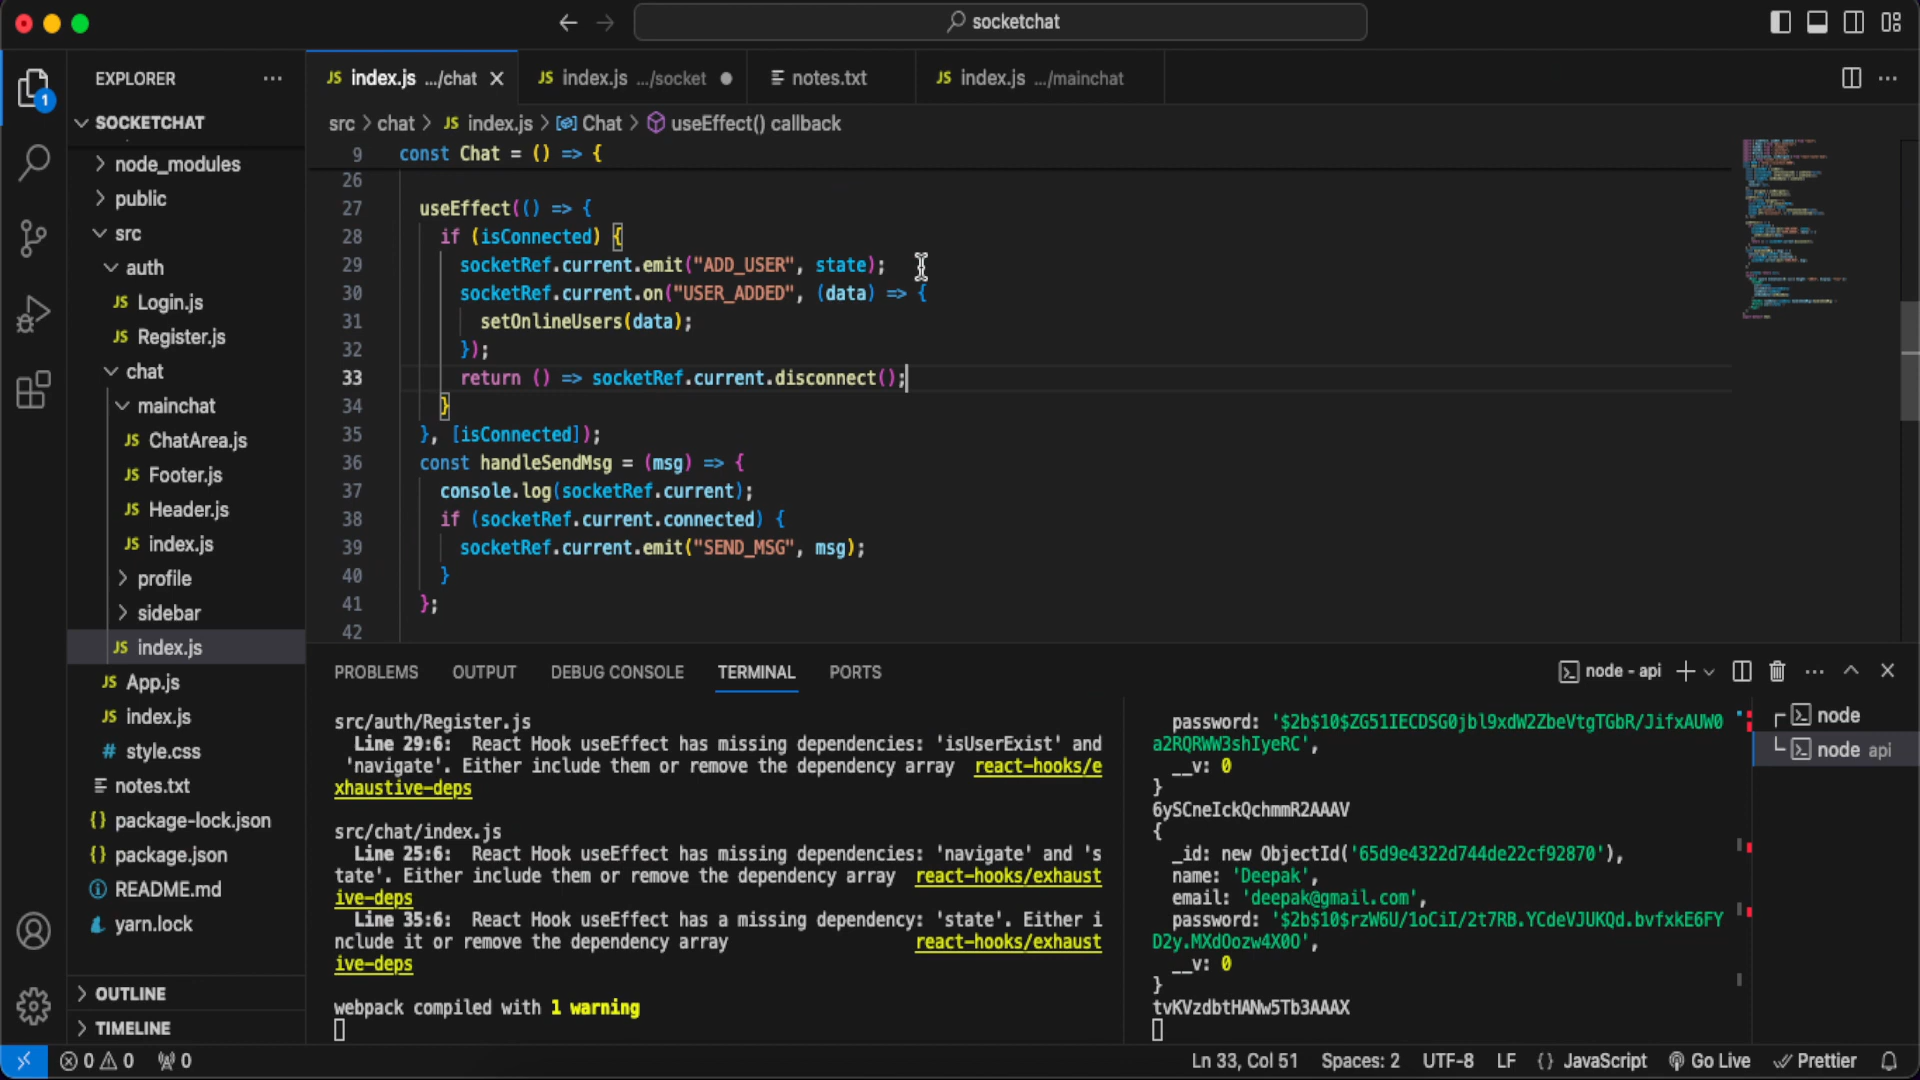 socketchat
EXPLORER
index.js .../chat
index.js .../socket
notes.txt
index.js .../mainchat
SOCKETCHAT
src > chat > JS index.js > Chat > useEffect() callback
node_modules
public
src
auth
JS Login.js
JS Register.js
chat
mainchat
JS ChatArea.js
JS Footer.js
JS Header.js
JS index.js
profile
sidebar
JS index.js
JS App.js
JS index.js
# style.css
notes.txt
{} package-lock.json
{} package.json
README.md
yarn.lock
OUTLINE
TIMELINE
9 const Chat = () => {
26
27 useEffect(() => {
28 if (isConnected) {
29 socketRef.current.emit("ADD_USER", state);
30 socketRef.current.on("USER_ADDED", (data) => {
31 setOnlineUsers(data);
32 });
33 return () => socketRef.current.disconnect();
34 }
35 }, [isConnected]);
36 const handleSendMsg = (msg) => {
37 console.log(socketRef.current);
38 if (socketRef.current.connected) {
39 socketRef.current.emit("SEND_MSG", msg);
40 }
41 };
42
PROBLEMS OUTPUT DEBUG CONSOLE TERMINAL PORTS
node - api
src/auth/Register.js
Line 29:6: React Hook useEffect has missing dependencies: 'isUserExist' and
'navigate'. Either include them or remove the dependency array react-hooks/e
xhaustive-deps
src/chat/index.js
Line 25:6: React Hook useEffect has missing dependencies: 'navigate' and 's
tate'. Either include them or remove the dependency array react-hooks/exhaust
ive-deps
Line 35:6: React Hook useEffect has a missing dependency: 'state'. Either i
nclude it or remove the dependency array react-hooks/exhaust
ive-deps
webpack compiled with 1 warning
password: '$2b$10$ZG51IECDSG0jbl9xdW2ZbeVtgTGbR/JifxAUW0
a2RQRWW3shIyeRC',
__v: 0
}
6ySCneIckQchmmR2AAAV
{
_id: new ObjectId('65d9e4322d744de22cf92870'),
name: 'Deepak',
email: 'deepak@gmail.com',
password: '$2b$10$rzW6U/1oCiI/2t7RB.YCdeVJUKQd.bvfxkE6FY
D2y.MXdOozw4X0O',
__v: 0
}
tvKVzdbtHANw5Tb3AAAX
node
node api
0 0 0
Ln 33, Col 51 Spaces: 2 UTF-8 LF {} JavaScript Go Live Prettier